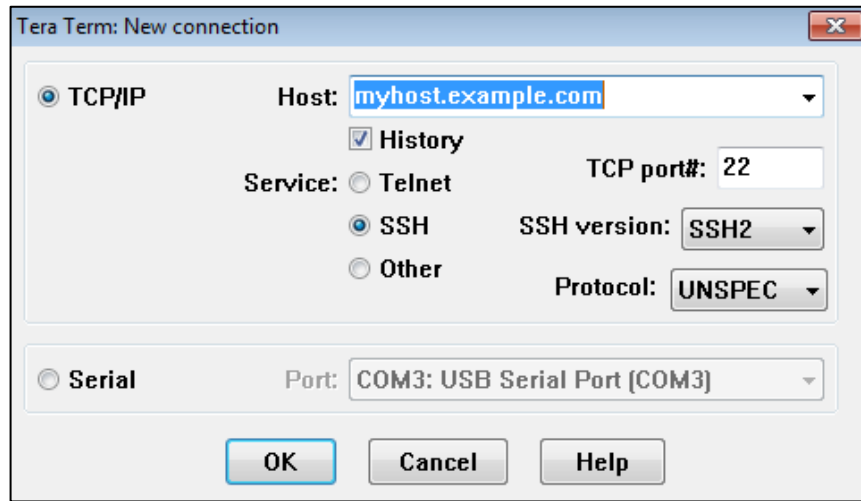 Tera Term: New connection
TCP/IP
Host: myhost.example.com
History
Service: Telnet
TCP port#: 22
SSH
SSH version: SSH2
Other
Protocol: UNSPEC
Serial
Port: COM3: USB Serial Port (COM3)
OK Cancel Help